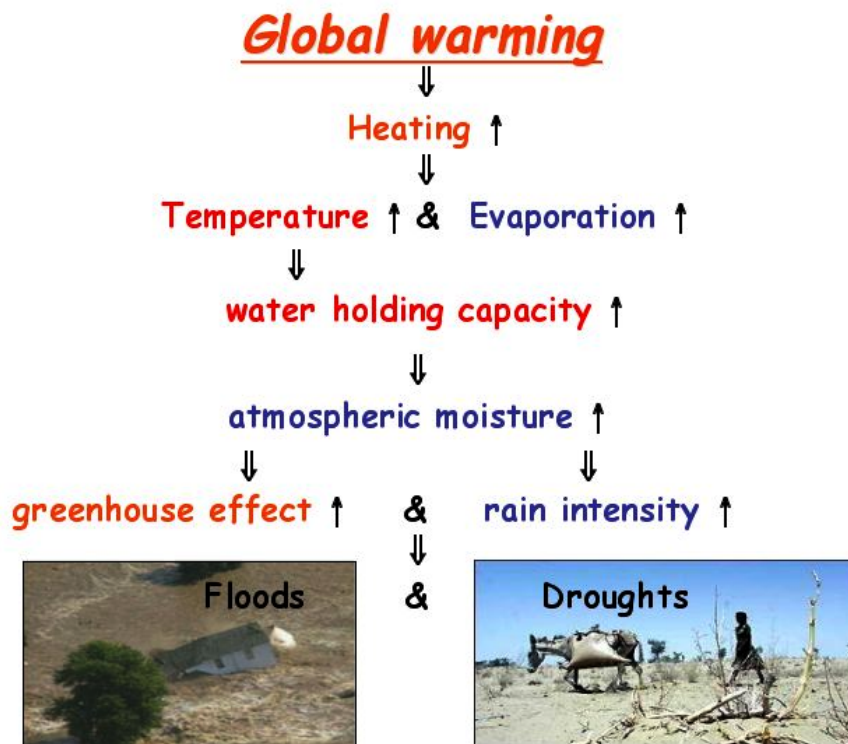 Global warming
⇓
Heating ↑
⇓
Temperature ↑ & Evaporation ↑
⇓
water holding capacity ↑
⇓
atmospheric moisture ↑
⇓ ⇓
greenhouse effect ↑ & rain intensity ↑
⇓
Floods & Droughts